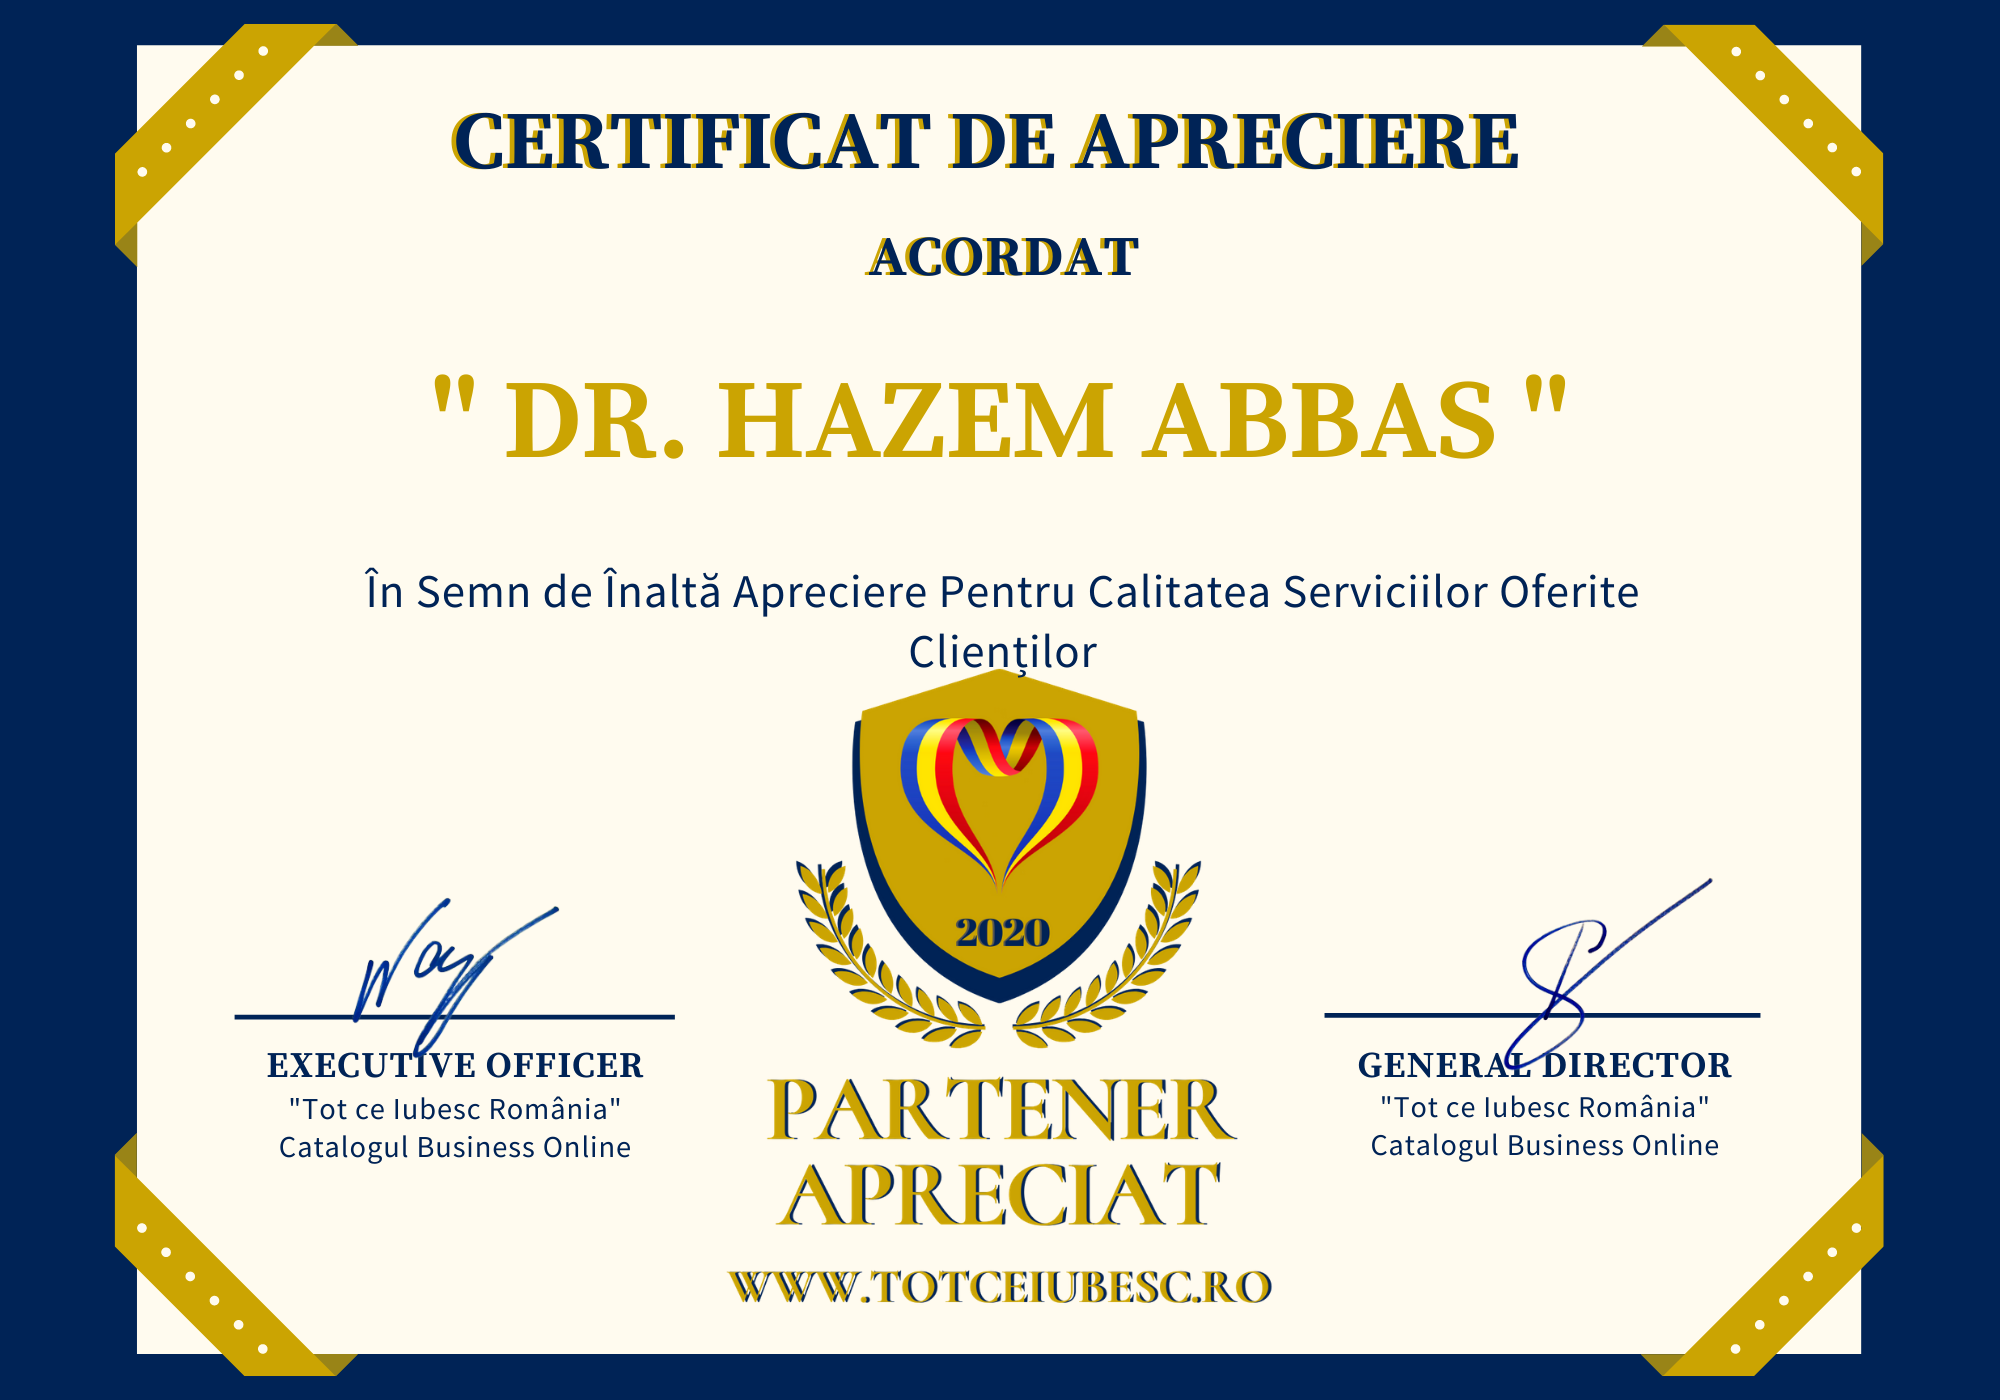 CERTIFICAT DE APRECIERE
ACORDAT
" DR. HAZEM ABBAS "
În Semn de Înaltă Apreciere Pentru Calitatea Serviciilor Oferite
Clienţilor
2020
EXECUTIVE OFFICER
"Tot ce Iubesc România"
Catalogul Business Online
GENERAL DIRECTOR
"Tot ce Iubesc România"
Catalogul Business Online
PARTENER
APRECIAT
WWW.TOTCEIUBESC.RO